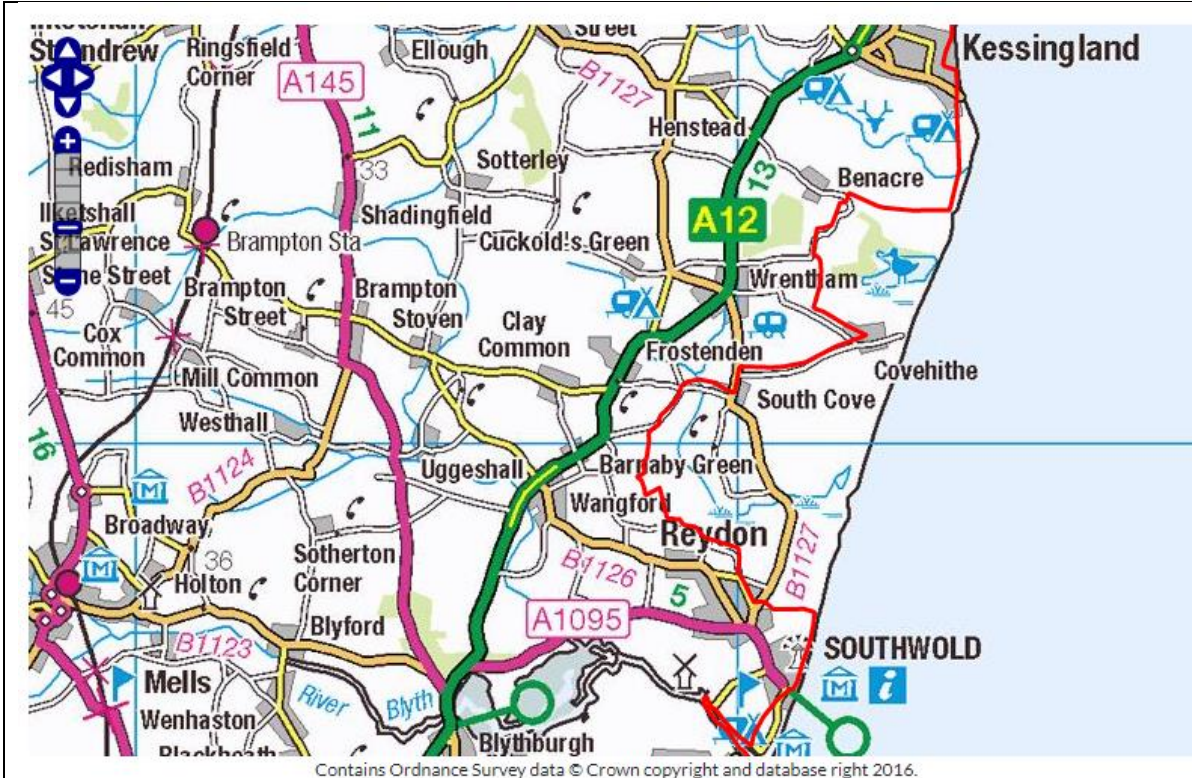 St Andrew
Ringsfield
Corner
Ellough
Street
Kessingland
A145
B1127
11
Henstead
Redisham
33
Sotterley
13
Benacre
Ilketshall
St Lawrence
Shadingfield
A12
Brampton Sta
Cuckold's Green
Stone Street
45
Brampton
Street
Brampton
Stoven
Wrentham
Cox
Common
Clay
Common
Frostenden
Mill Common
Covehithe
South Cove
Westhall
16
B1124
Uggeshall
Barnaby Green
Wangford
Broadway
Reydon
36
Sotherton
Corner
B1126
B1127
Holton
5
Blyford
A1095
B1123
SOUTHWOLD
i
Mells
River
Blyth
Wenhaston
Blythburgh
Blackheath
Contains Ordnance Survey data © Crown copyright and database right 2016.